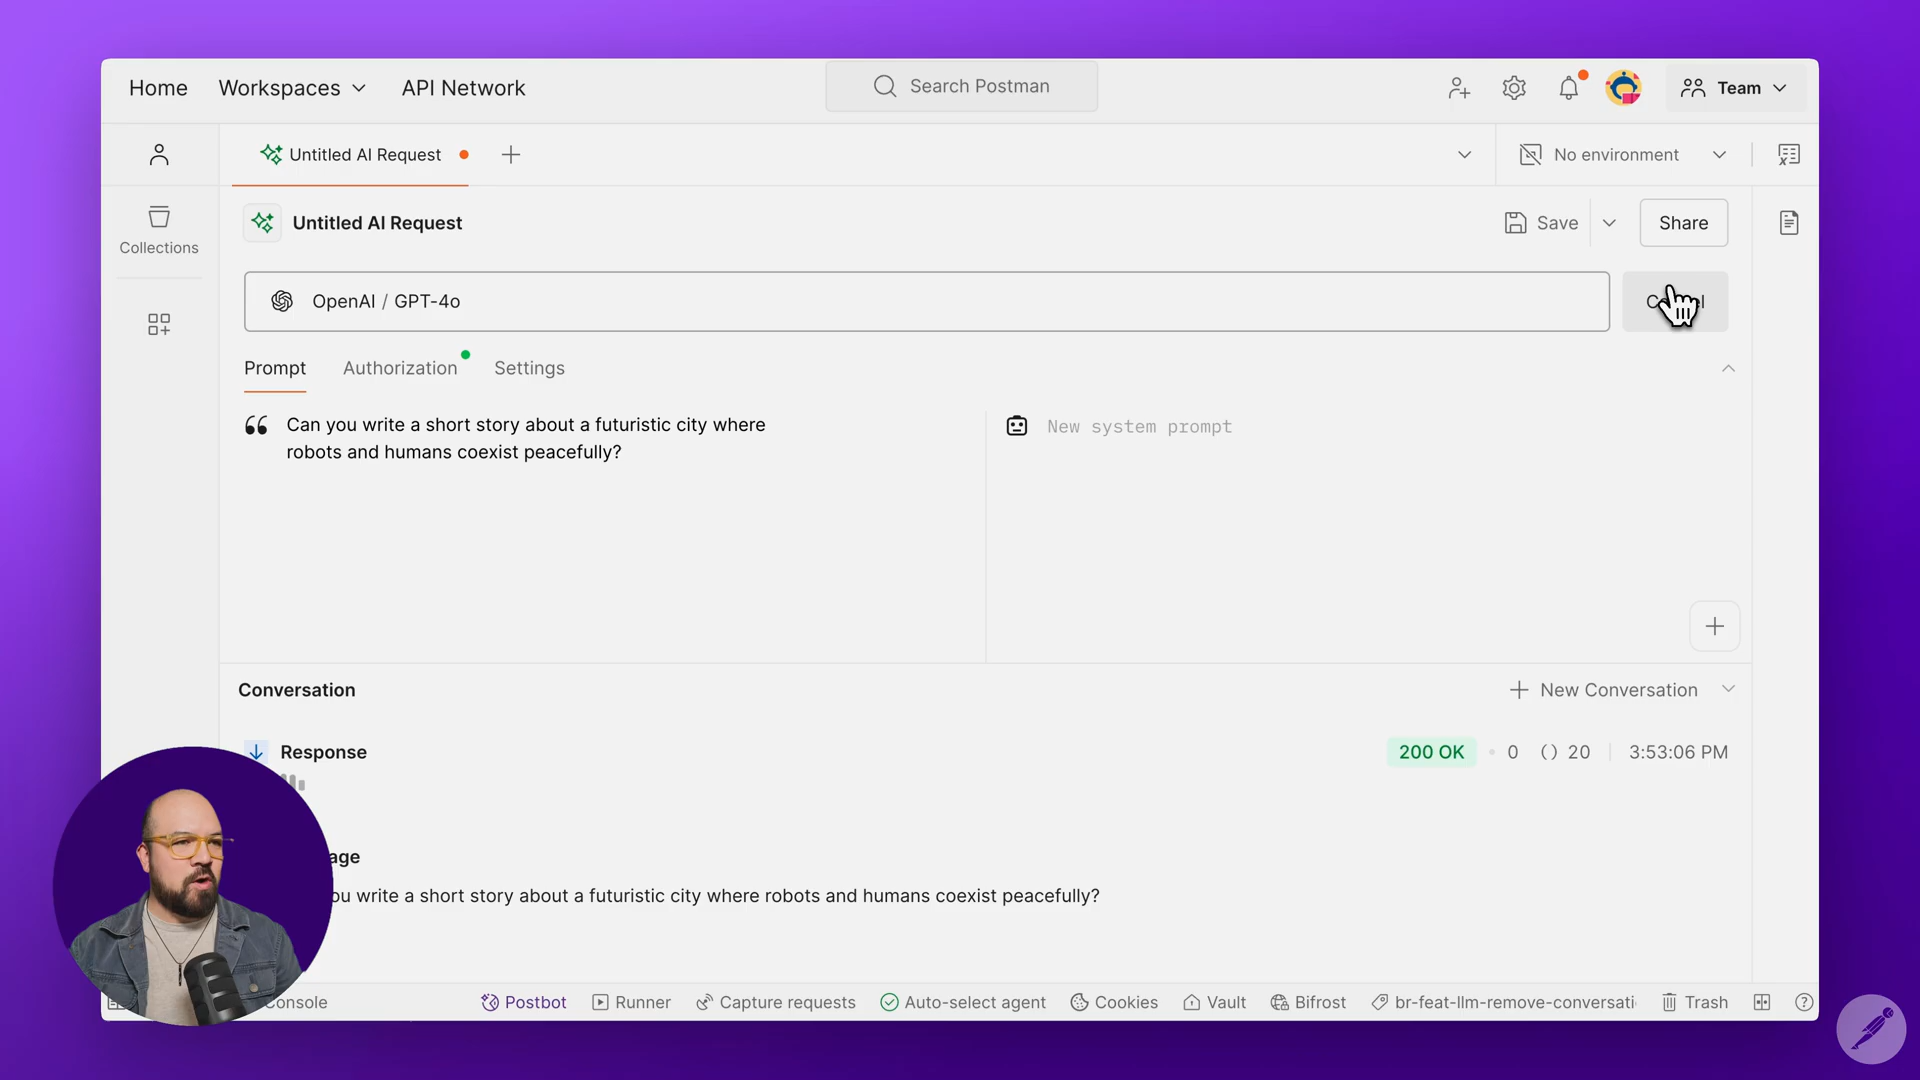 Home Workspaces API Network Search Postman Team
Untitled AI Request No environment
Untitled AI Request Save Share
Collections
OpenAI / GPT-4o
Prompt Authorization Settings
Can you write a short story about a futuristic city where
robots and humans coexist peacefully?
New system prompt
Conversation New Conversation
Response 200 OK 0 () 20 3:53:06 PM
write a short story about a futuristic city where robots and humans coexist peacefully?
Postbot Runner Capture requests Auto-select agent Cookies Vault Bifrost br-feat-llm-remove-conversati Trash